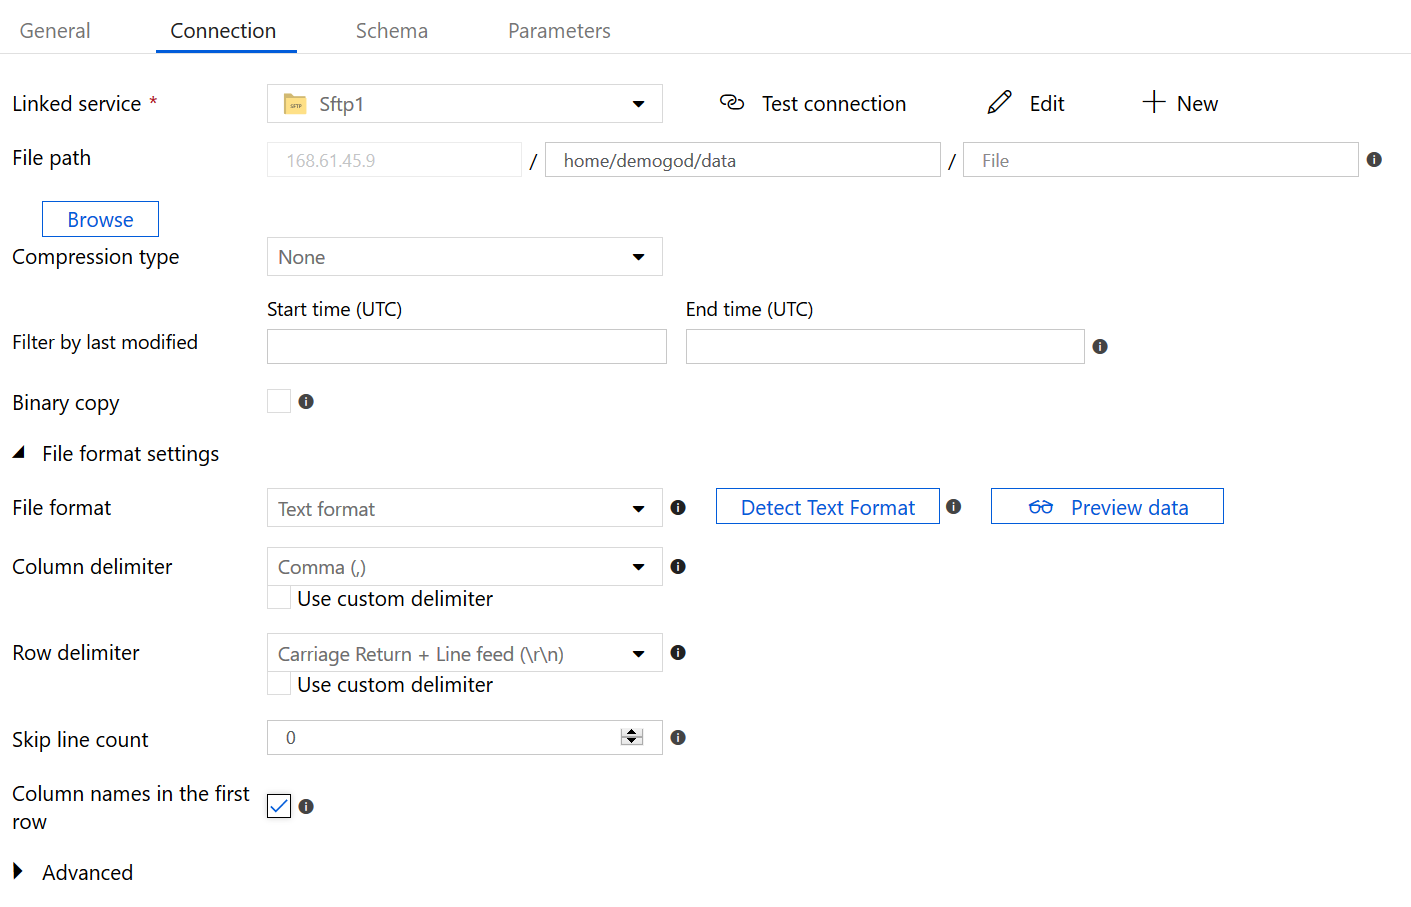 General Connection Schema Parameters
Linked service * SFTP Sftp1 Test connection Edit New
File path 168.61.45.9 / home/demogod/data / File
Browse
Compression type None
Start time (UTC) End time (UTC)
Filter by last modified
Binary copy
File format settings
File format Text format Detect Text Format Preview data
Column delimiter Comma (,)
Use custom delimiter
Row delimiter Carriage Return + Line feed (\r\n)
Use custom delimiter
Skip line count 0
Column names in the first
row
Advanced